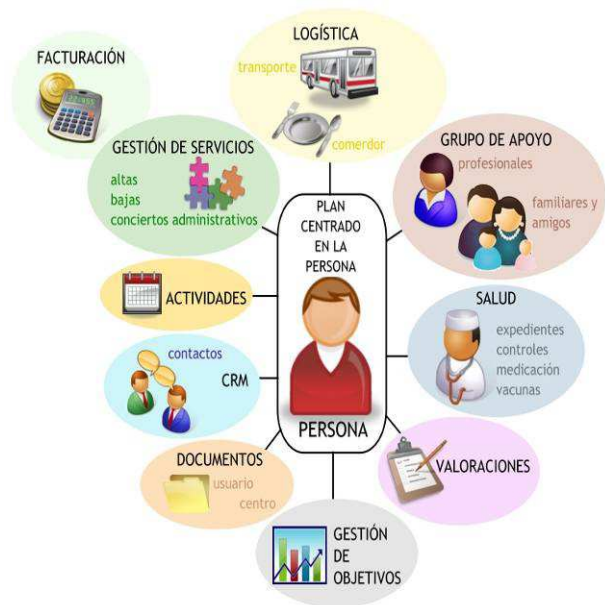 LOGÍSTICA
transporte
comerdor
FACTURACIÓN
GESTIÓN DE SERVICIOS
altas
bajas
conciertos administrativos
GRUPO DE APOYO
profesionales
familiares y
amigos
PLAN
CENTRADO
EN LA
PERSONA
PERSONA
ACTIVIDADES
SALUD
expedientes
controles
medicación
vacunas
contactos
CRM
DOCUMENTOS
usuario
centro
VALORACIONES
GESTIÓN
DE
OBJETIVOS